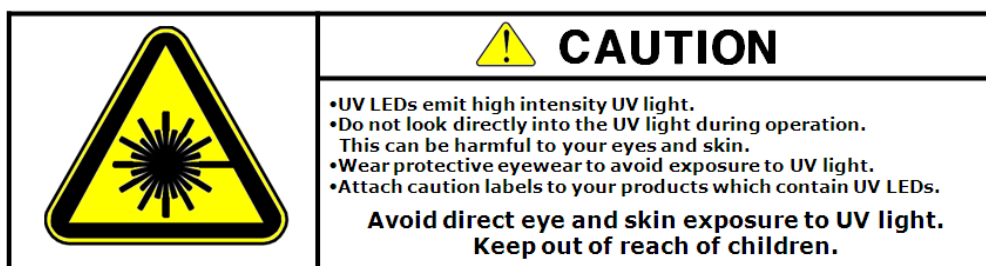 CAUTION
•UV LEDs emit high intensity UV light.
•Do not look directly into the UV light during operation.
This can be harmful to your eyes and skin.
•Wear protective eyewear to avoid exposure to UV light.
•Attach caution labels to your products which contain UV LEDs.
Avoid direct eye and skin exposure to UV light.
Keep out of reach of children.